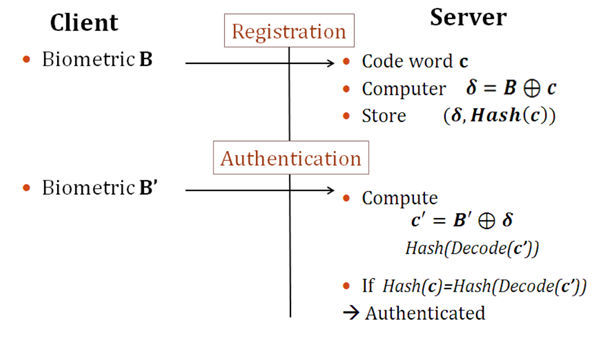 Client
Server
Registration
• Biometric B
• Code word c
• Computer δ = B ⊕ c
• Store (δ, Hash(c))
Authentication
• Biometric B’
• Compute
c′ = B′ ⊕ δ
Hash(Decode(c’))
• If Hash(c)=Hash(Decode(c’))
→ Authenticated